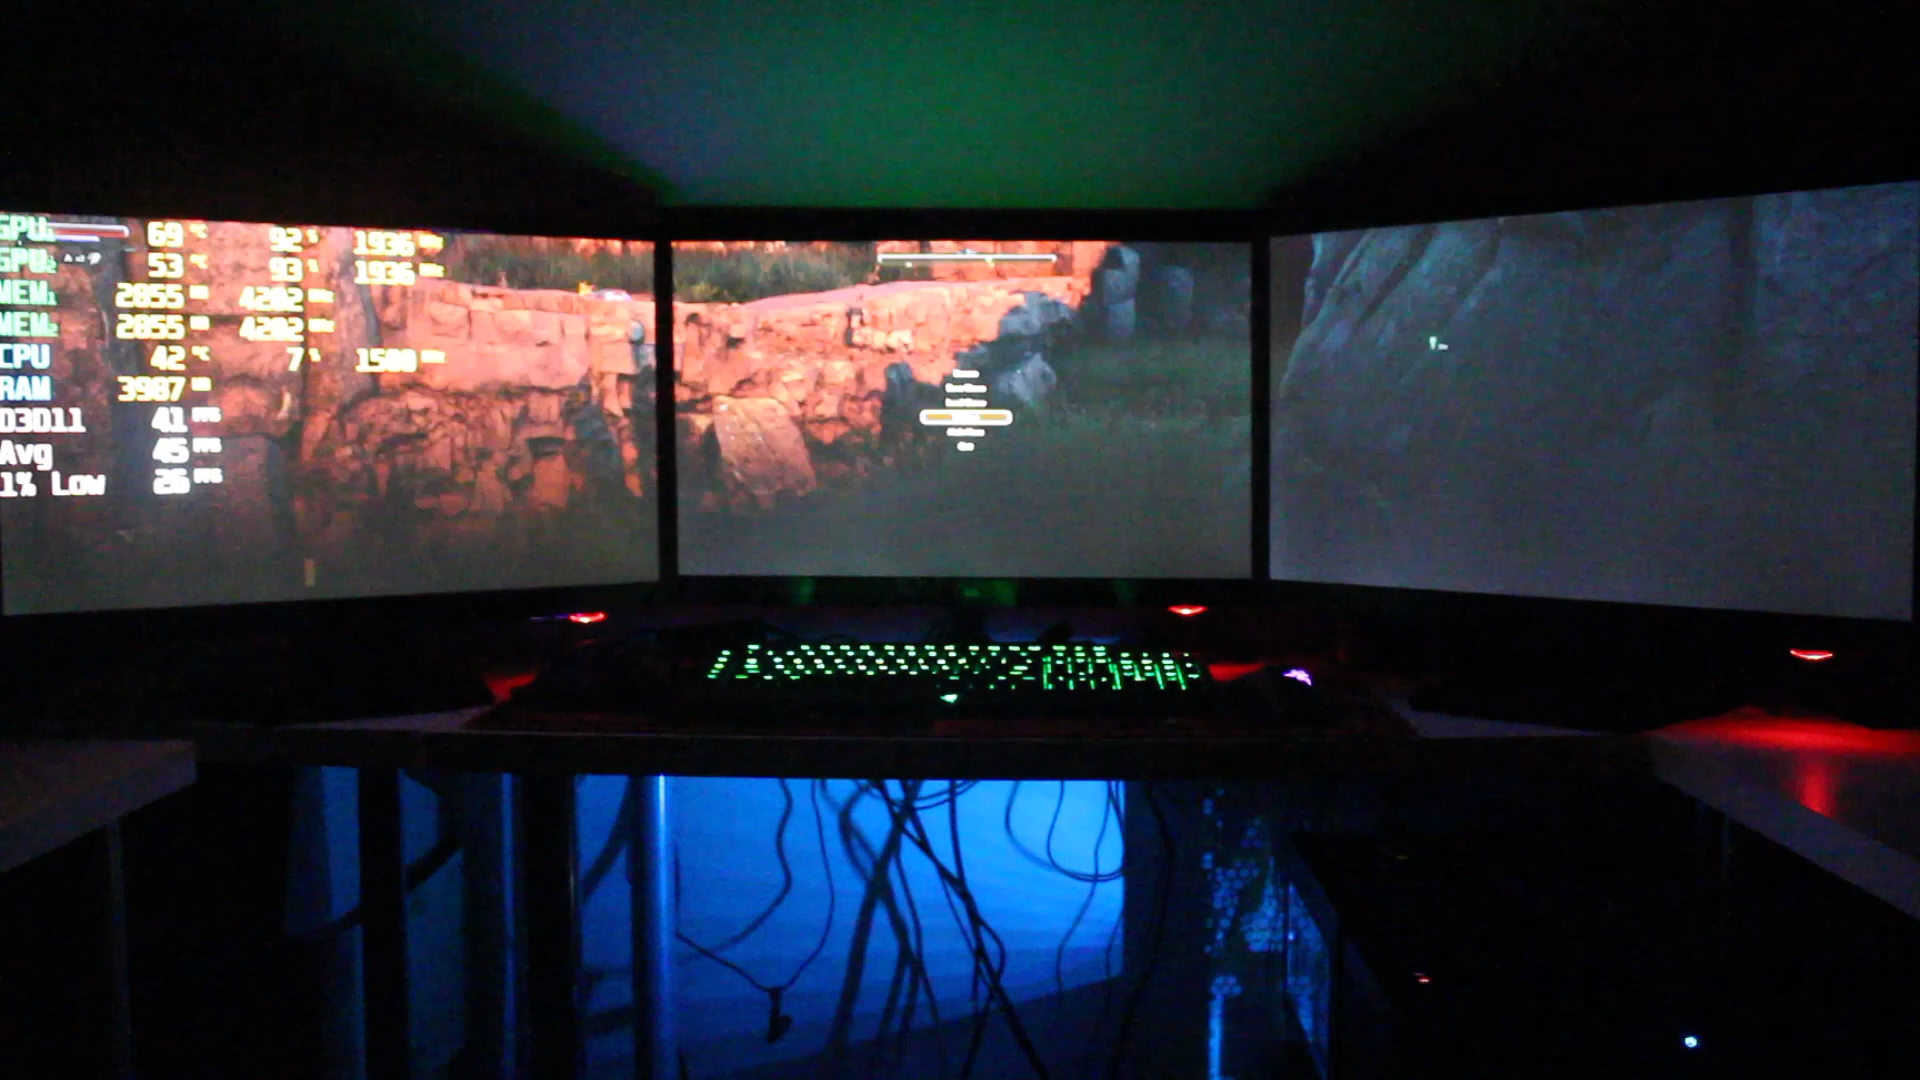 GPU1 69 °C 92 % 1936 MHz
GPU2 53 °C 93 % 1936 MHz
MEM1 2855 MB 4202 MHz
MEM2 2855 MB 4202 MHz
CPU 42 °C 7 % 1500 MHz
RAM 3987 MB
D3D11 41 FPS
Avg 45 FPS
1% Low 26 FPS